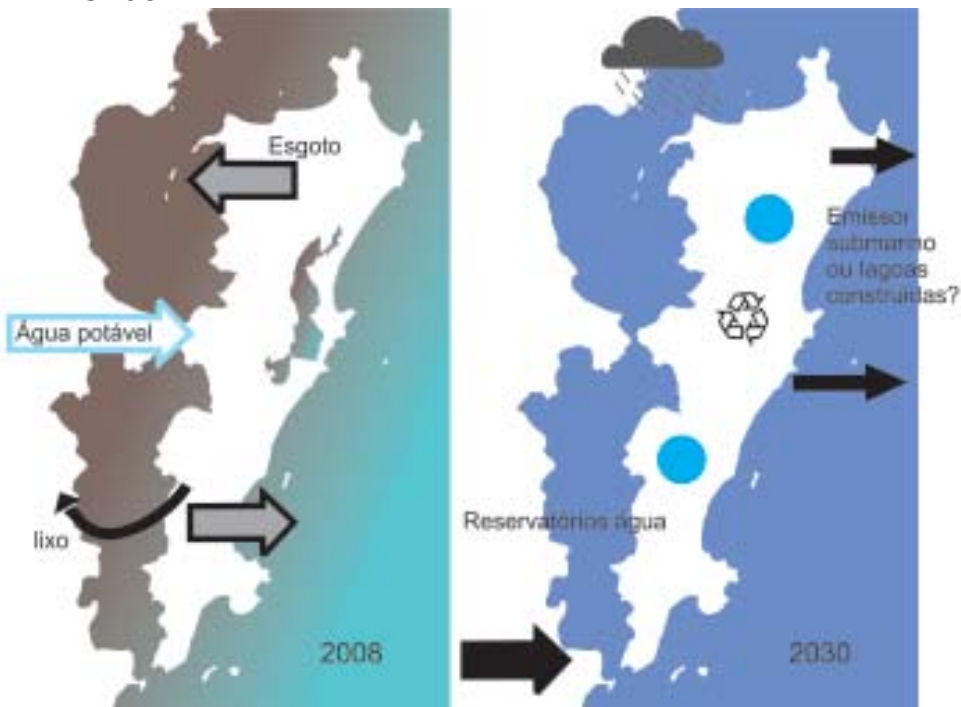 Esgoto
Água potável
lixo
2008
Emissor
submarino
ou lagoas
construídas?
Reservatórios água
2030